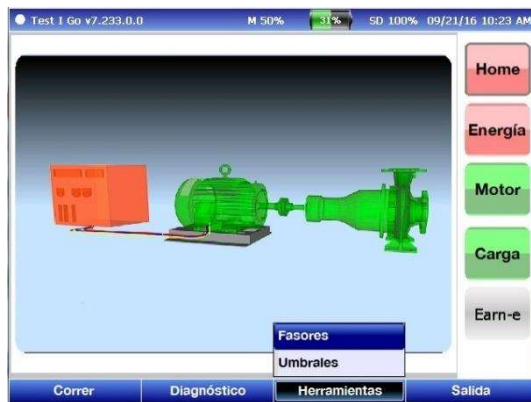 Test I Go v7.233.0.0 M 50% 31% SD 100% 09/21/16 10:23 AM
Home
Energía
Motor
Carga
Earn-e
Fasores
Umbrales
Correr Diagnóstico Herramientas Salida